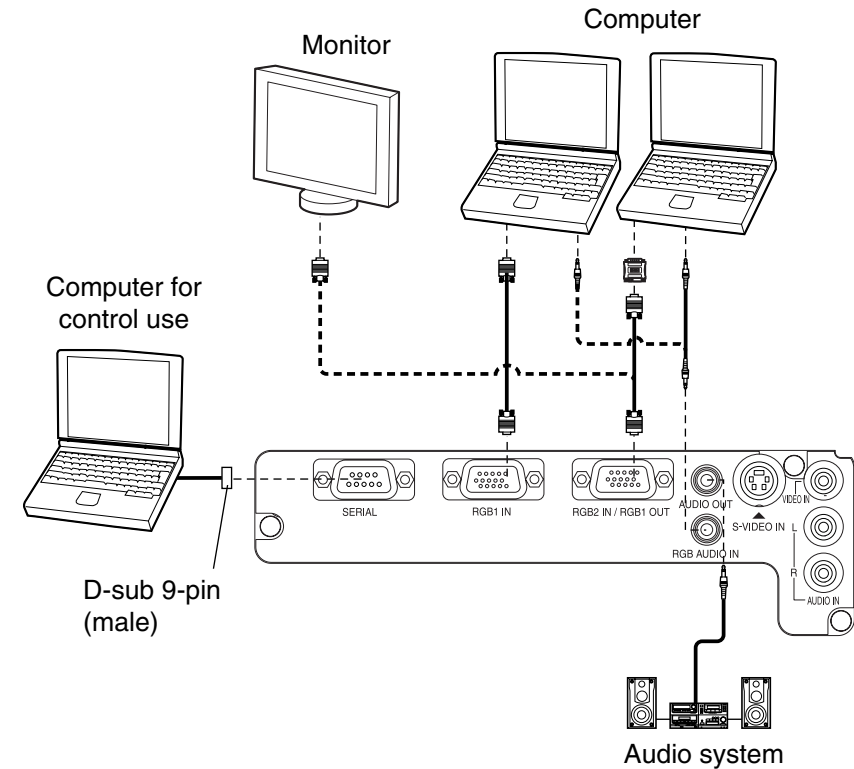 Computer
Monitor
Computer for
control use
SERIAL
RGB1 IN
RGB2 IN / RGB1 OUT
AUDIO OUT
S-VIDEO IN
VIDEO IN
L
RGB AUDIO IN
R
AUDIO IN
D-sub 9-pin
(male)
Audio system